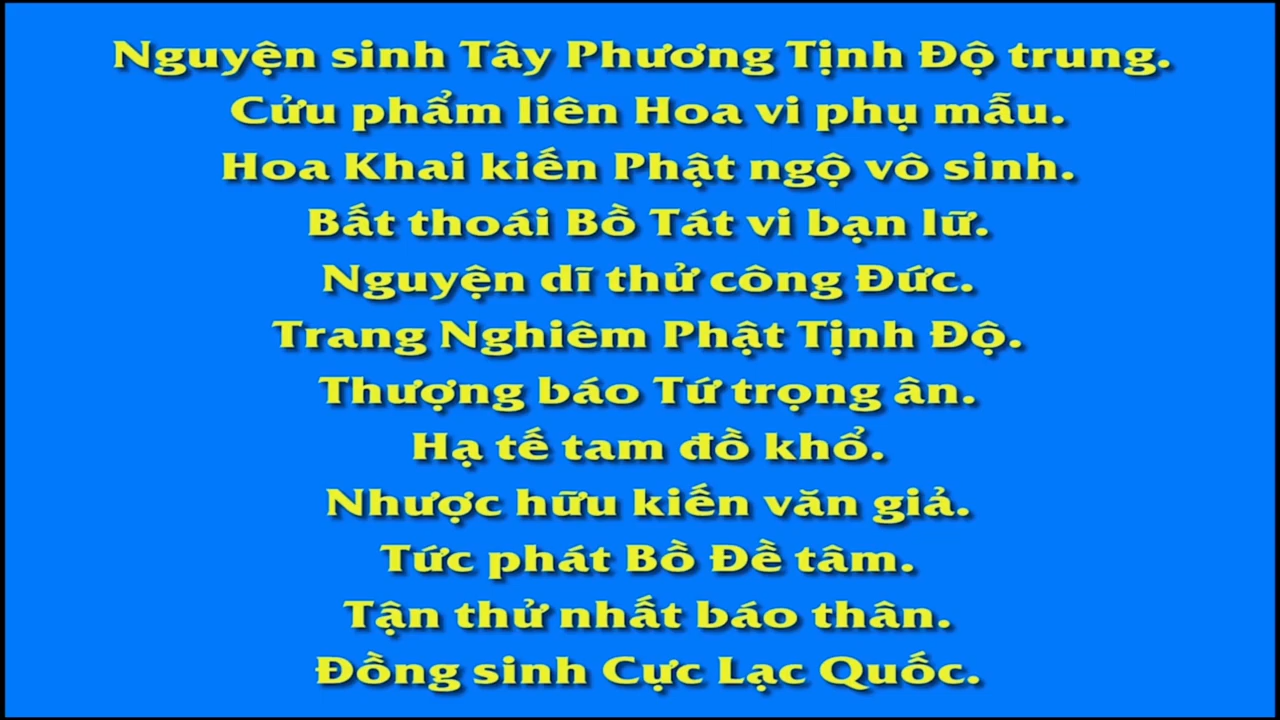 Nguyện sinh Tây Phương Tịnh Độ trung.
Cửu phẩm liên Hoa vi phụ mẫu.
Hoa Khai kiến Phật ngộ vô sinh.
Bất thoái Bồ Tát vi bạn lữ.
Nguyện dĩ thử công Đức.
Trang Nghiêm Phật Tịnh Độ.
Thượng báo Tứ trọng ân.
Hạ tế tam đồ khổ.
Nhược hữu kiến văn giả.
Tức phát Bồ Đề tâm.
Tận thử nhất báo thân.
Đồng sinh Cực Lạc Quốc.